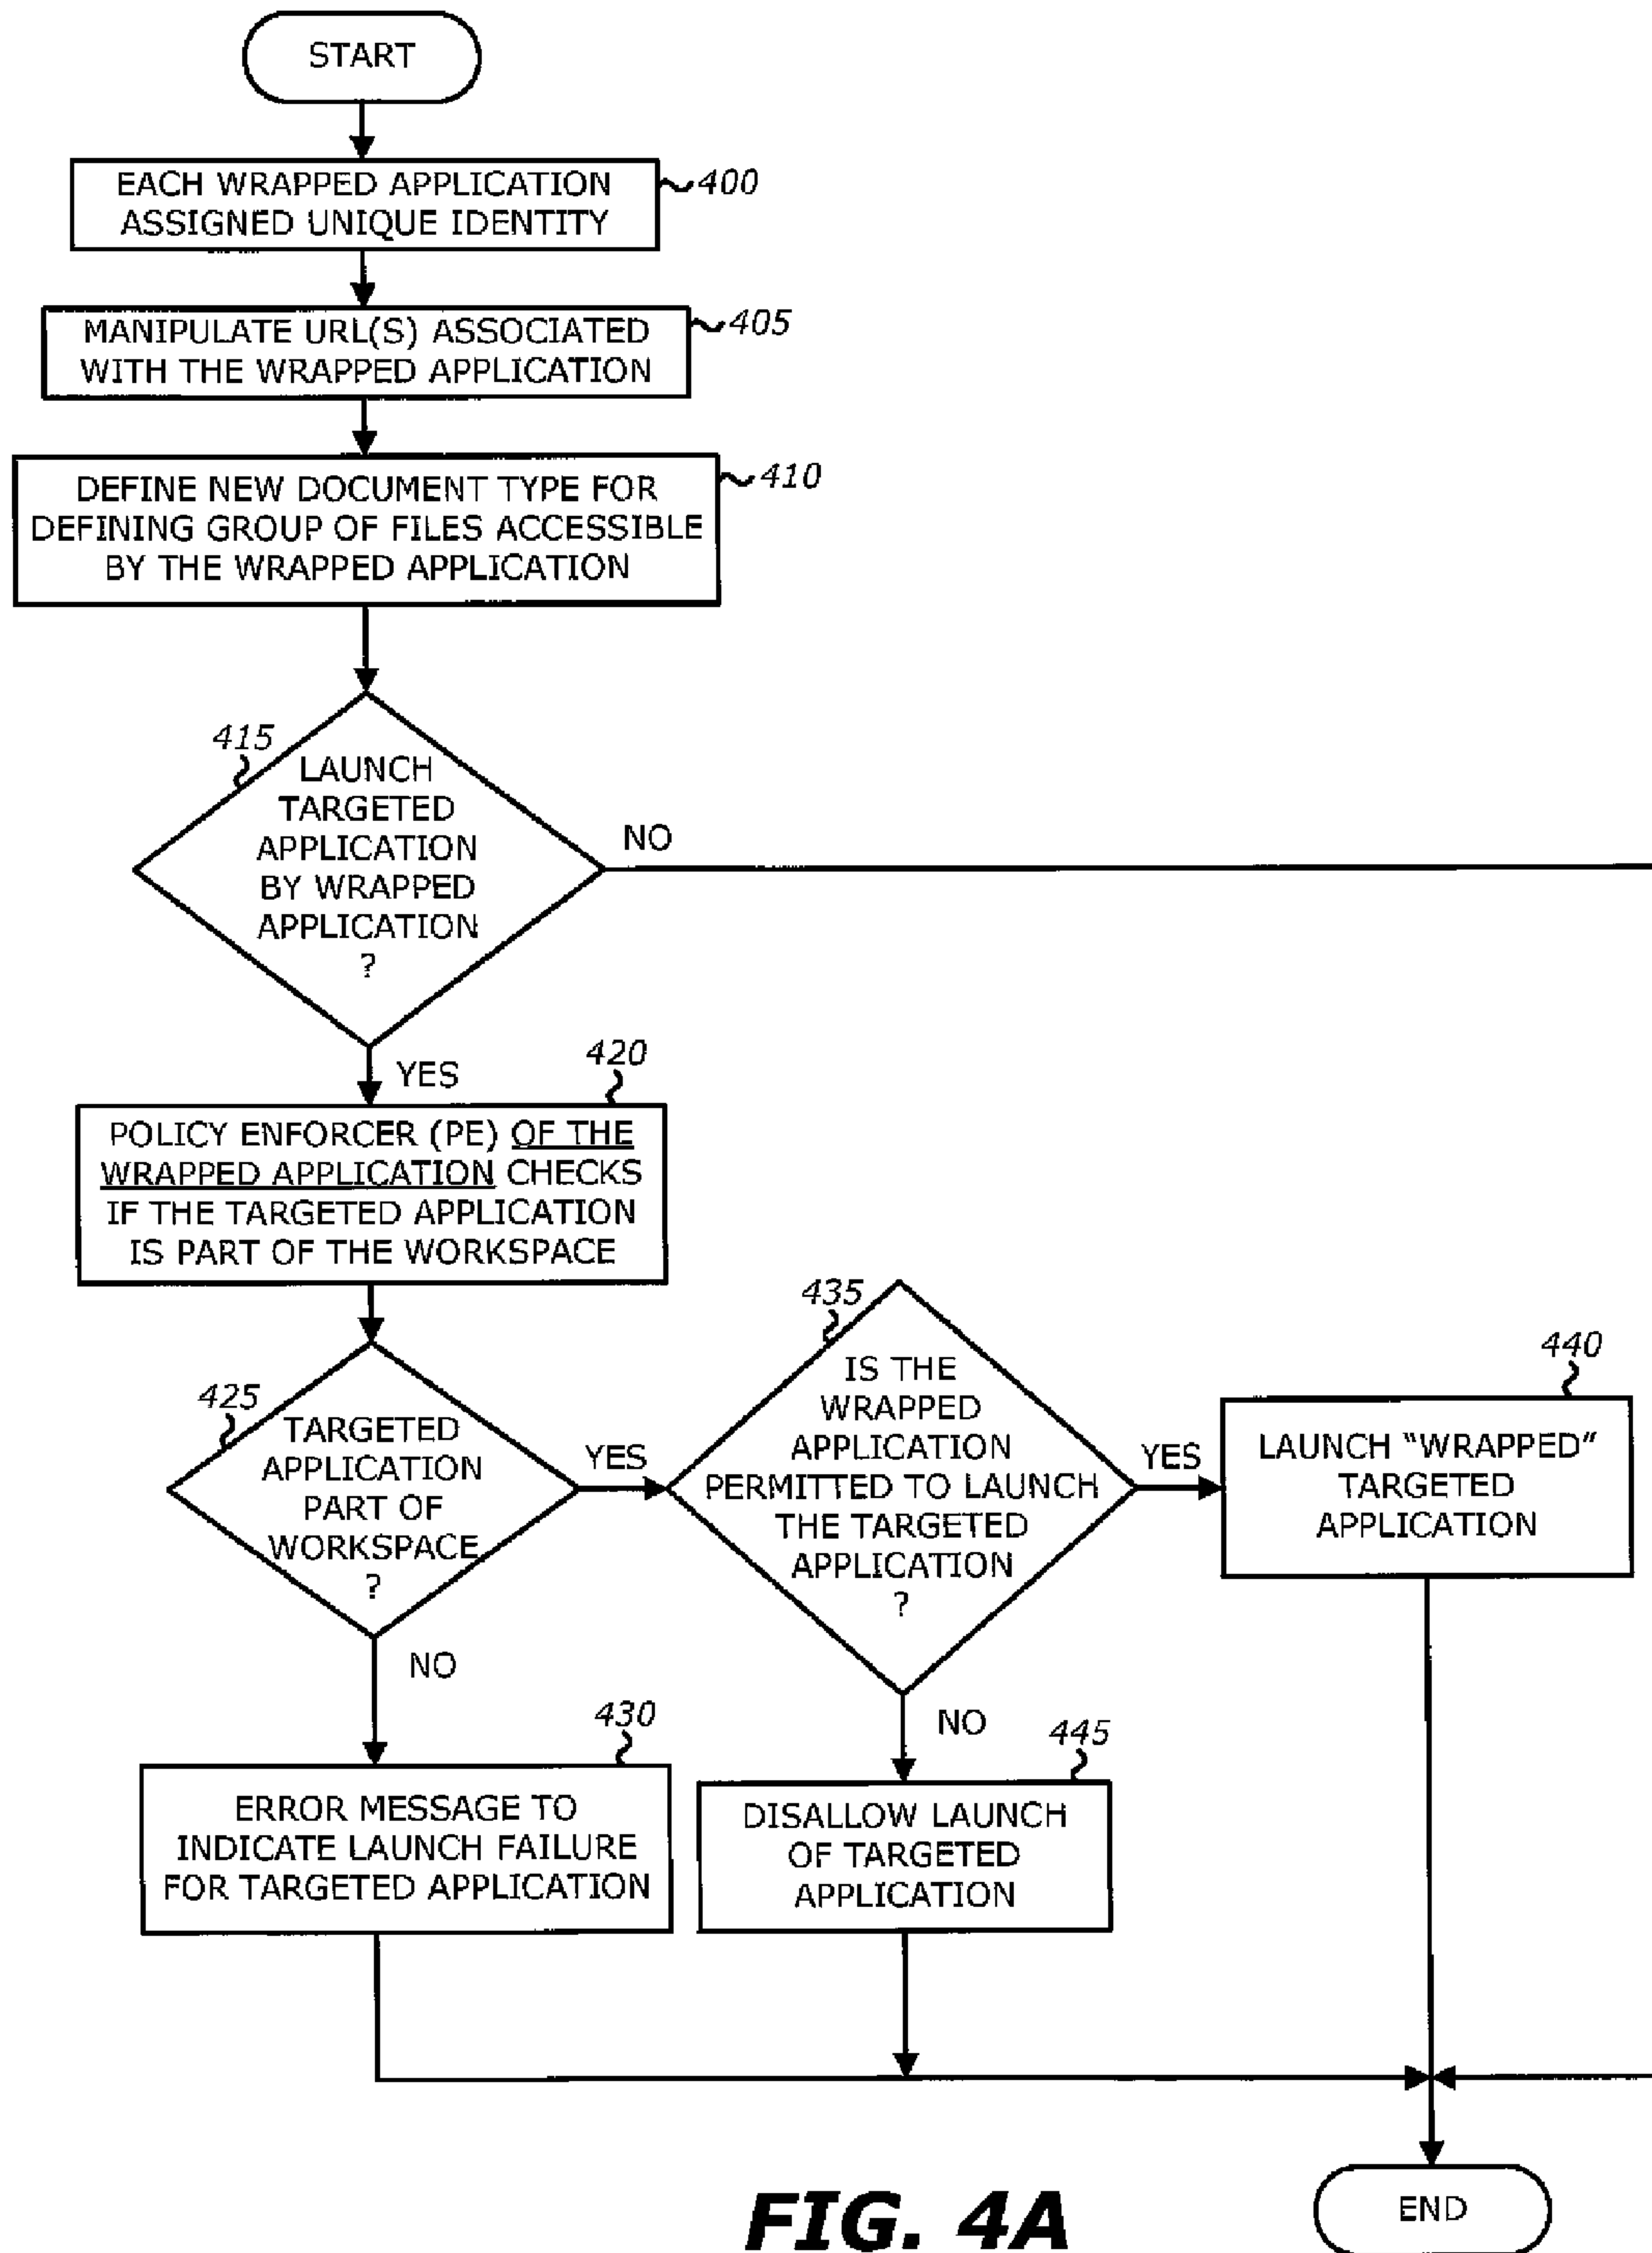 START
EACH WRAPPED APPLICATION
ASSIGNED UNIQUE IDENTITY
400
MANIPULATE URL(S) ASSOCIATED
WITH THE WRAPPED APPLICATION
405
DEFINE NEW DOCUMENT TYPE FOR
DEFINING GROUP OF FILES ACCESSIBLE
BY THE WRAPPED APPLICATION
410
415
LAUNCH
TARGETED
APPLICATION
BY WRAPPED
APPLICATION
?
NO
YES
420
POLICY ENFORCER (PE) OF THE
WRAPPED APPLICATION CHECKS
IF THE TARGETED APPLICATION
IS PART OF THE WORKSPACE
425
TARGETED
APPLICATION
PART OF
WORKSPACE
?
YES
NO
435
IS THE
WRAPPED
APPLICATION
PERMITTED TO LAUNCH
THE TARGETED
APPLICATION
?
YES
NO
440
LAUNCH “WRAPPED”
TARGETED
APPLICATION
430
ERROR MESSAGE TO
INDICATE LAUNCH FAILURE
FOR TARGETED APPLICATION
445
DISALLOW LAUNCH
OF TARGETED
APPLICATION
END
FIG. 4A